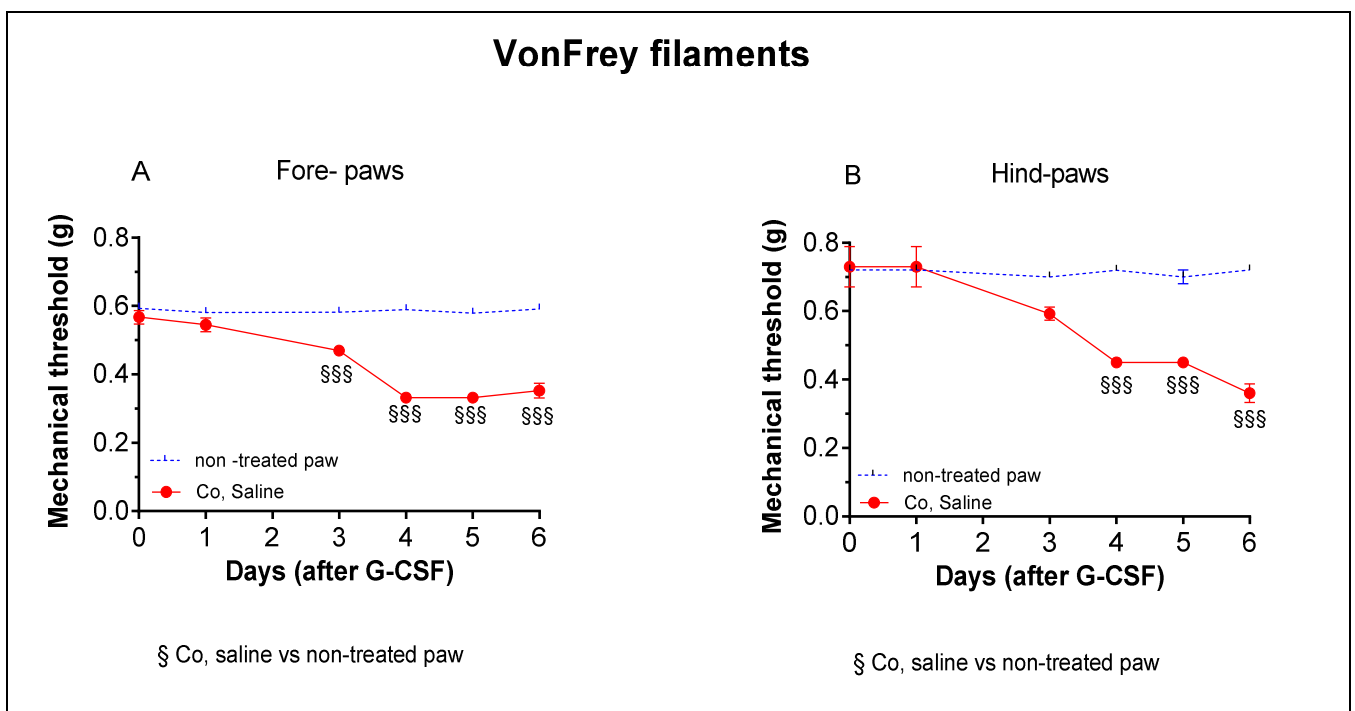 VonFrey filaments
A
Fore- paws
Mechanical threshold (g)
0.8
0.6
0.4
0.2
0.0
§§§
§§§
§§§
§§§
non -treated paw
Co, Saline
0 1 2 3 4 5 6
Days (after G-CSF)
§ Co, saline vs non-treated paw
B
Hind-paws
Mechanical threshold (g)
0.8
0.6
0.4
0.2
0.0
§§§
§§§
§§§
non-treated paw
Co, Saline
0 1 2 3 4 5 6
Days (after G-CSF)
§ Co, saline vs non-treated paw